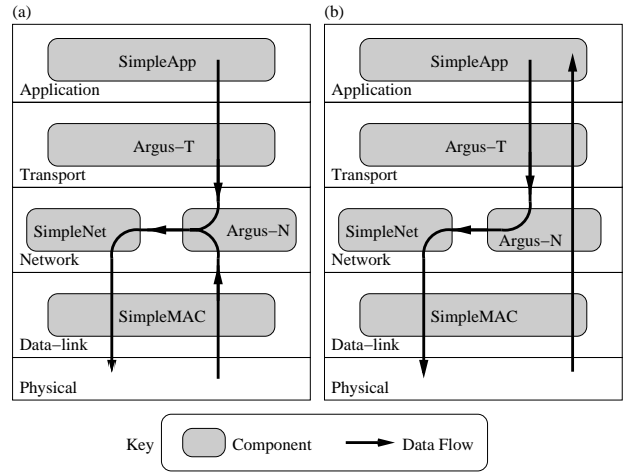 (a)
SimpleApp
Application
Argus−T
Transport
SimpleNet
Argus−N
Network
SimpleMAC
Data−link
Physical
(b)
SimpleApp
Application
Argus−T
Transport
SimpleNet
Argus−N
Network
SimpleMAC
Data−link
Physical
Key
Component
Data Flow